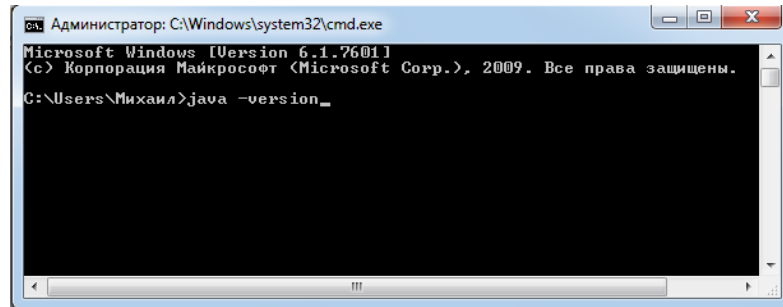 Администратор: C:\Windows\system32\cmd.exe
Microsoft Windows [Version 6.1.7601]
(c) Корпорация Майкрософт (Microsoft Corp.), 2009. Все права защищены.
C:\Users\Михаил>java -version_